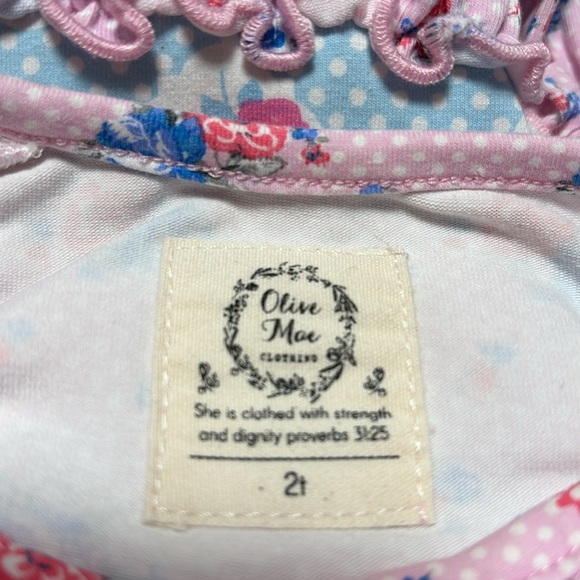 Olive
Mae
CLOTHING
She is clothed with strength
and dignity proverbs 31:25
2t